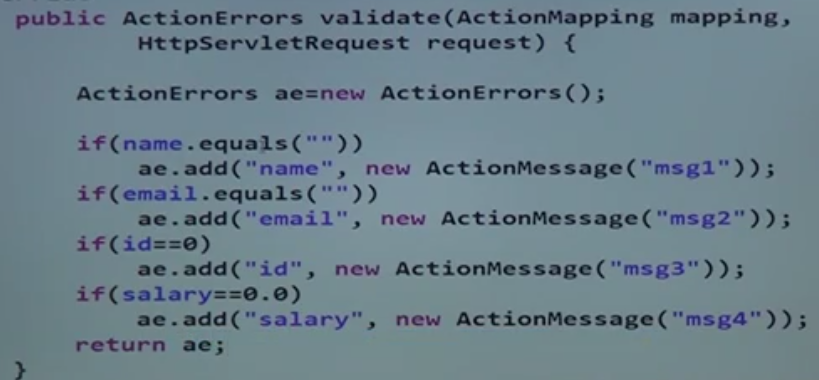 public ActionErrors validate(ActionMapping mapping,
HttpServletRequest request) {
ActionErrors ae=new ActionErrors();
if(name.equals(""))
ae.add("name", new ActionMessage("msg1"));
if(email.equals(""))
ae.add("email", new ActionMessage("msg2"));
if(id==0)
ae.add("id", new ActionMessage("msg3"));
if(salary==0.0)
ae.add("salary", new ActionMessage("msg4"));
return ae;
}